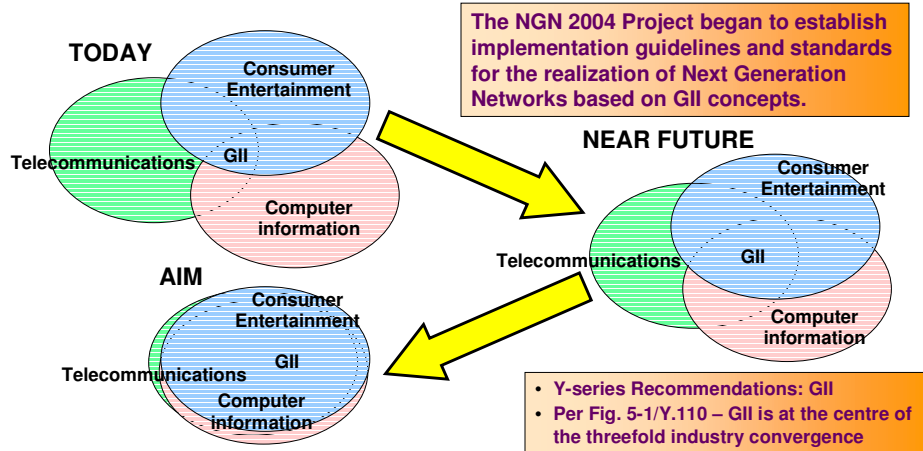 TODAY
Consumer
Entertainment
Telecommunications
GII
Computer
information
The NGN 2004 Project began to establish
implementation guidelines and standards
for the realization of Next Generation
Networks based on GII concepts.
NEAR FUTURE
Consumer
Entertainment
Telecommunications
GII
Computer
information
AIM
Consumer
Entertainment
GII
Telecommunications
Computer
information
• Y-series Recommendations: GII
• Per Fig. 5-1/Y.110 – GII is at the centre of
the threefold industry convergence